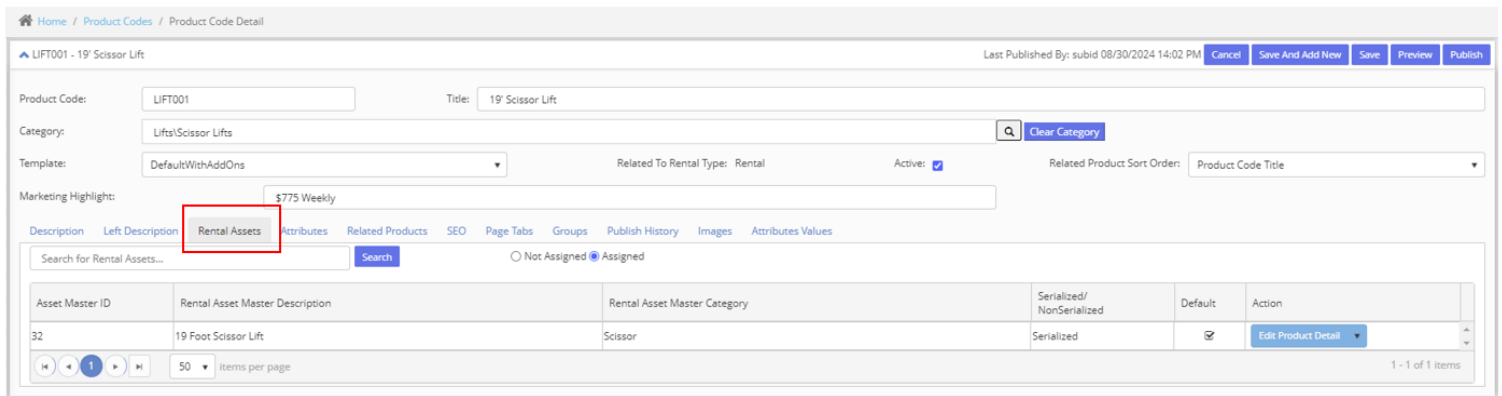 Home / Product Codes / Product Code Detail
LIFT001 - 19' Scissor Lift Last Published By: subid 08/30/2024 14:02 PM Cancel Save And Add New Save Preview Publish
Product Code: LIFT001 Title: 19' Scissor Lift
Category: Lifts\Scissor Lifts Clear Category
Template: DefaultWithAddOns Related To Rental Type: Rental Active: Related Product Sort Order: Product Code Title
Marketing Highlight: $775 Weekly
Description Left Description Rental Assets Attributes Related Products SEO Page Tabs Groups Publish History Images Attributes Values
Search for Rental Assets... Search Not Assigned Assigned
Asset Master ID Rental Asset Master Description Rental Asset Master Category Serialized/ Default Action
NonSerialized
32 19 Foot Scissor Lift Scissor Serialized Edit Product Detail
1 50 items per page 1 - 1 of 1 items